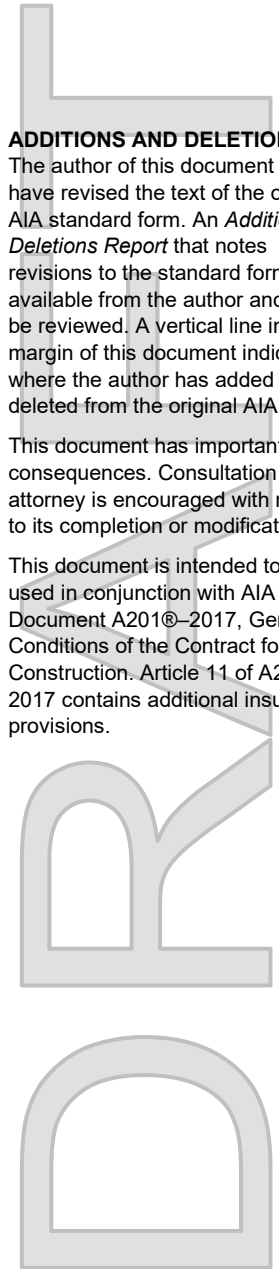 ADDITIONS AND DELETIO
The author of this document
have revised the text of the o
AIA standard form. An Additi
Deletions Report that notes
revisions to the standard for
available from the author and
be reviewed. A vertical line in
margin of this document indic
where the author has added
deleted from the original AIA
This document has important
consequences. Consultation
attorney is encouraged with r
to its completion or modificat
This document is intended to
used in conjunction with AIA
Document A201®–2017, Gen
Conditions of the Contract fo
Construction. Article 11 of A2
2017 contains additional insu
provisions.
DRAFT